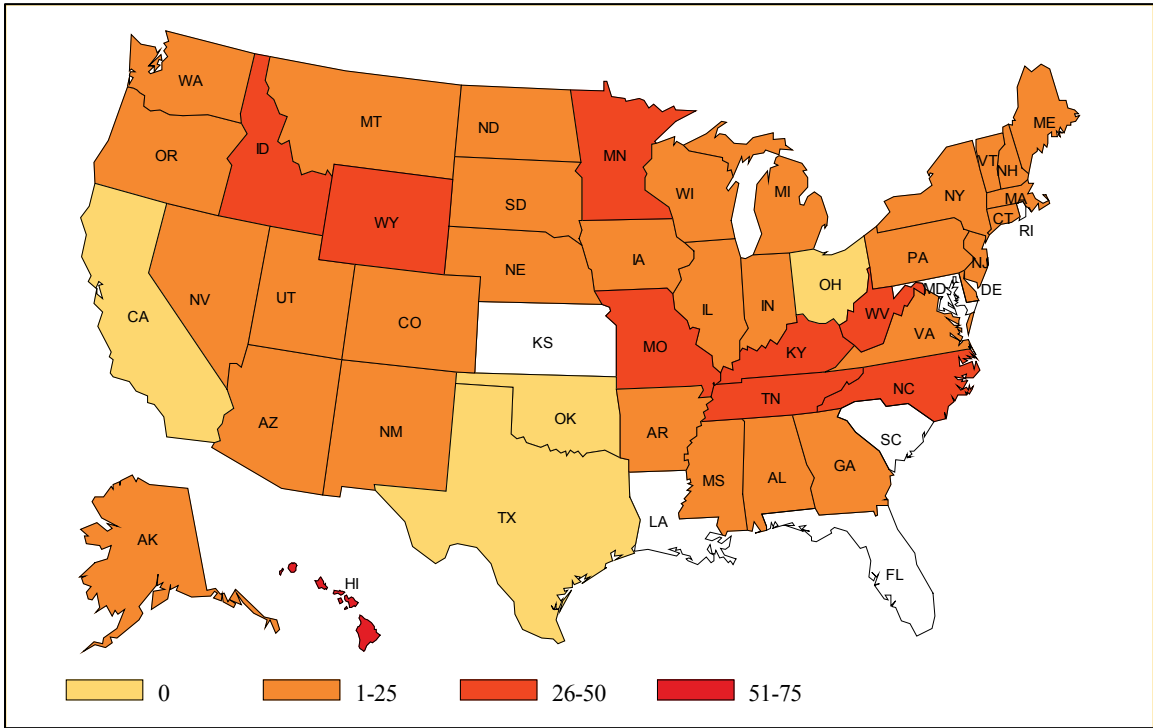 WA
MT
ND
MN
ME
OR
ID
VT
NH
WI
MI
NY
MA
SD
WY
CT
RI
IA
PA
NE
NJ
OH
MD
DE
NV
UT
IL
IN
WV
CA
CO
VA
KS
MO
KY
NC
TN
AZ
NM
OK
AR
SC
GA
MS
AL
TX
LA
AK
FL
HI
0
1-25
26-50
51-75